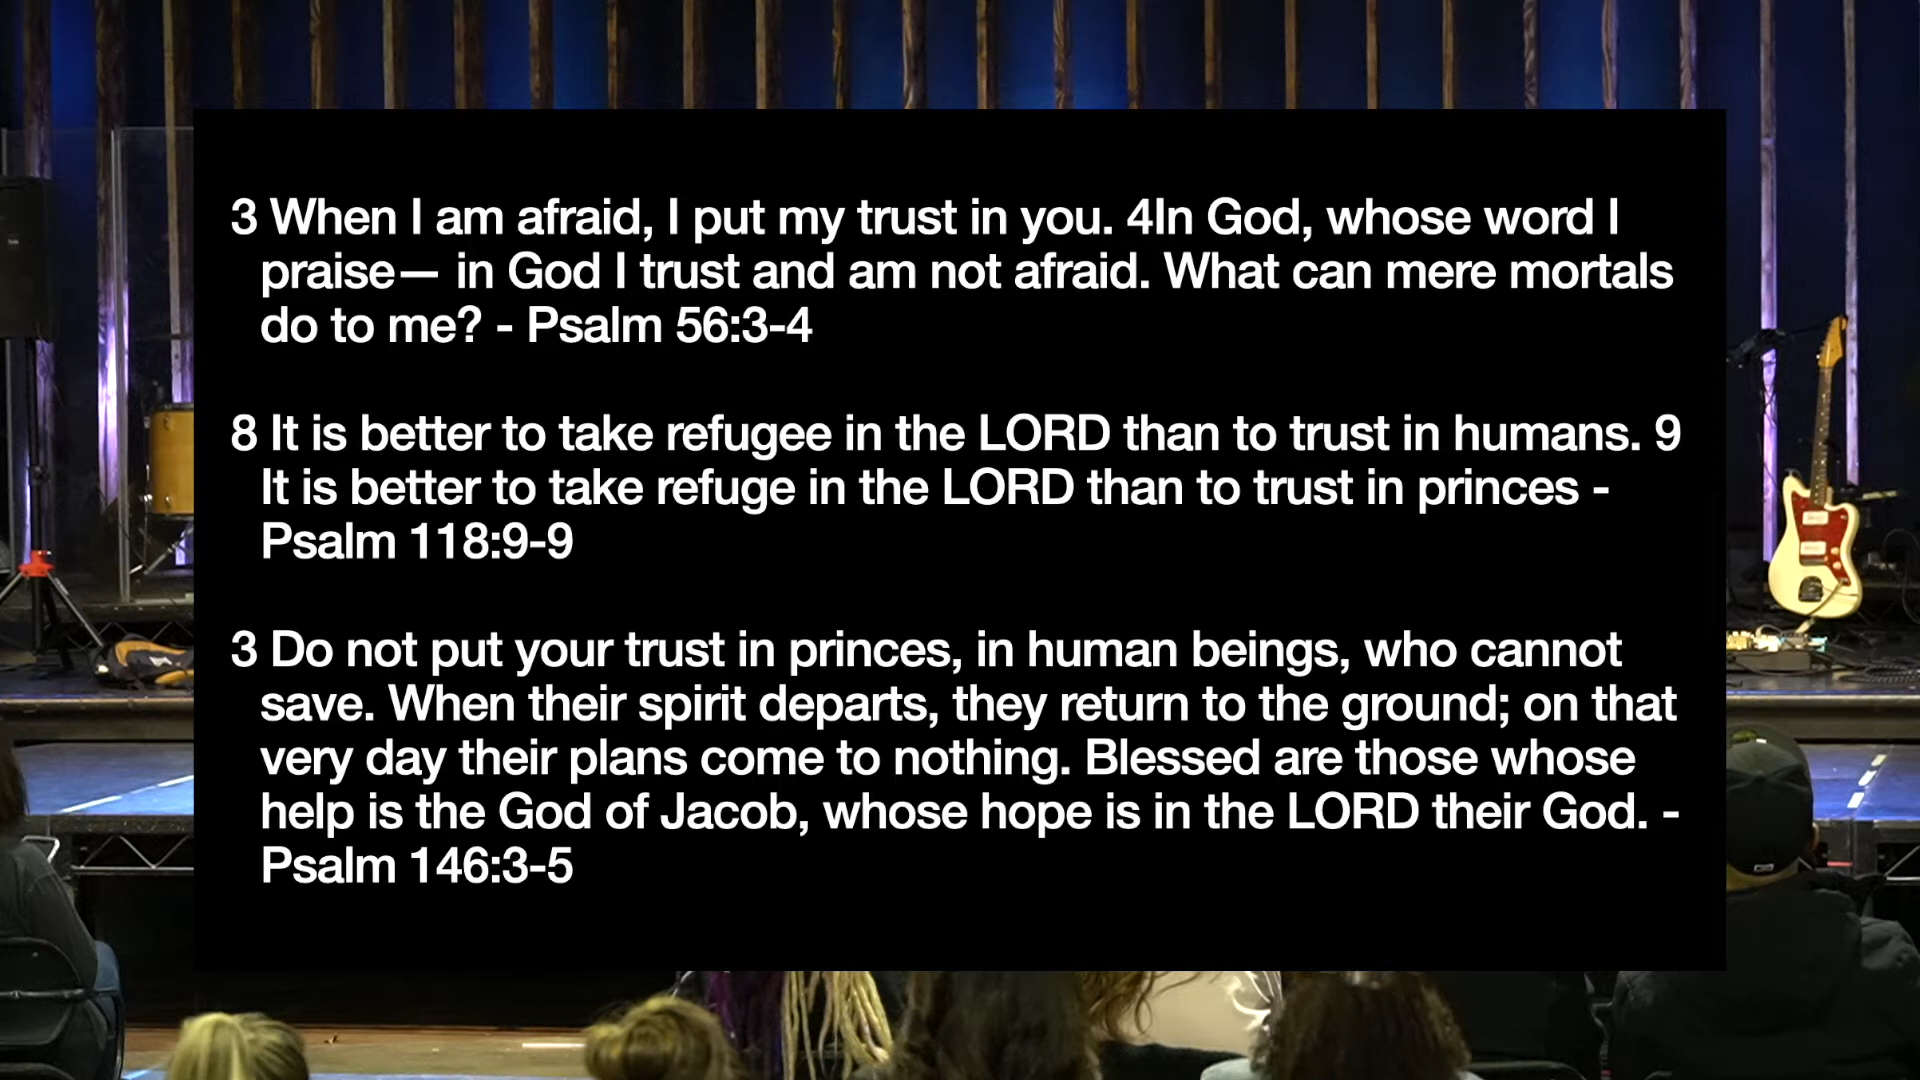 3 When I am afraid, I put my trust in you. 4In God, whose word I
praise— in God I trust and am not afraid. What can mere mortals
do to me? - Psalm 56:3-4
8 It is better to take refugee in the LORD than to trust in humans. 9
It is better to take refuge in the LORD than to trust in princes -
Psalm 118:9-9
3 Do not put your trust in princes, in human beings, who cannot
save. When their spirit departs, they return to the ground; on that
very day their plans come to nothing. Blessed are those whose
help is the God of Jacob, whose hope is in the LORD their God. -
Psalm 146:3-5